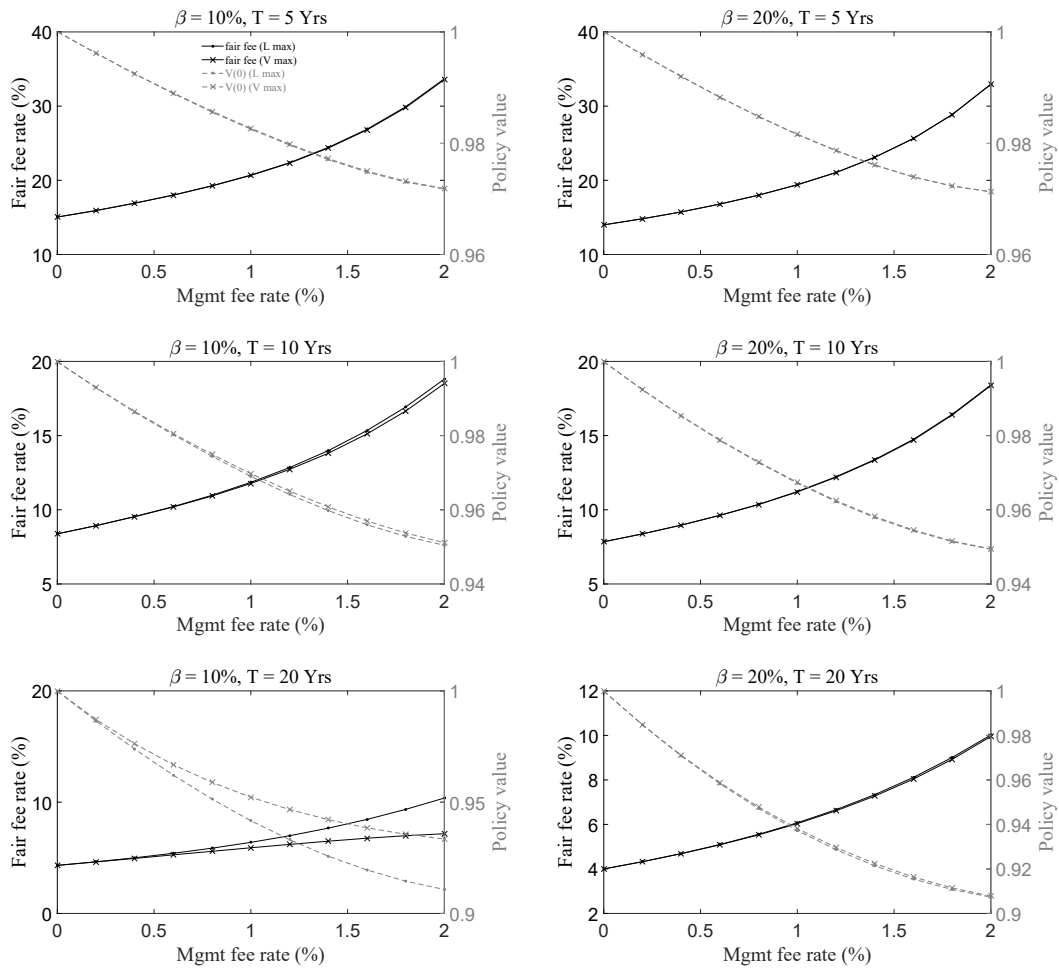 β = 10%, T = 5 Yrs
40
30
20
10
Fair fee rate (%)
fair fee (L max)
fair fee (V max)
V(0) (L max)
V(0) (V max)
1
0.98
0.96
Policy value
0 0.5 1 1.5 2
Mgmt fee rate (%)
β = 20%, T = 5 Yrs
40
30
20
10
Fair fee rate (%)
1
0.98
0.96
Policy value
0 0.5 1 1.5 2
Mgmt fee rate (%)
β = 10%, T = 10 Yrs
20
15
10
5
Fair fee rate (%)
1
0.98
0.96
0.94
Policy value
0 0.5 1 1.5 2
Mgmt fee rate (%)
β = 20%, T = 10 Yrs
20
15
10
5
Fair fee rate (%)
1
0.98
0.96
0.94
Policy value
0 0.5 1 1.5 2
Mgmt fee rate (%)
β = 10%, T = 20 Yrs
20
10
0
Fair fee rate (%)
1
0.95
0.9
Policy value
0 0.5 1 1.5 2
Mgmt fee rate (%)
β = 20%, T = 20 Yrs
12
10
8
6
4
2
Fair fee rate (%)
1
0.98
0.96
0.94
0.92
0.9
Policy value
0 0.5 1 1.5 2
Mgmt fee rate (%)